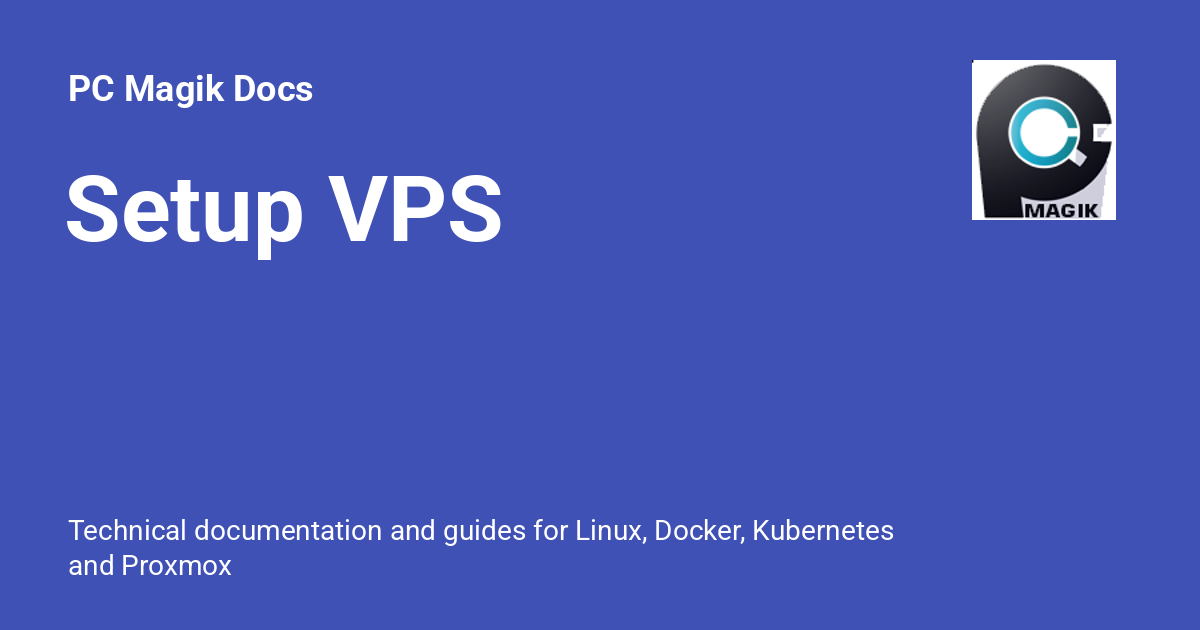 PC Magik Docs
Setup VPS
MAGIK
Technical documentation and guides for Linux, Docker, Kubernetes
and Proxmox